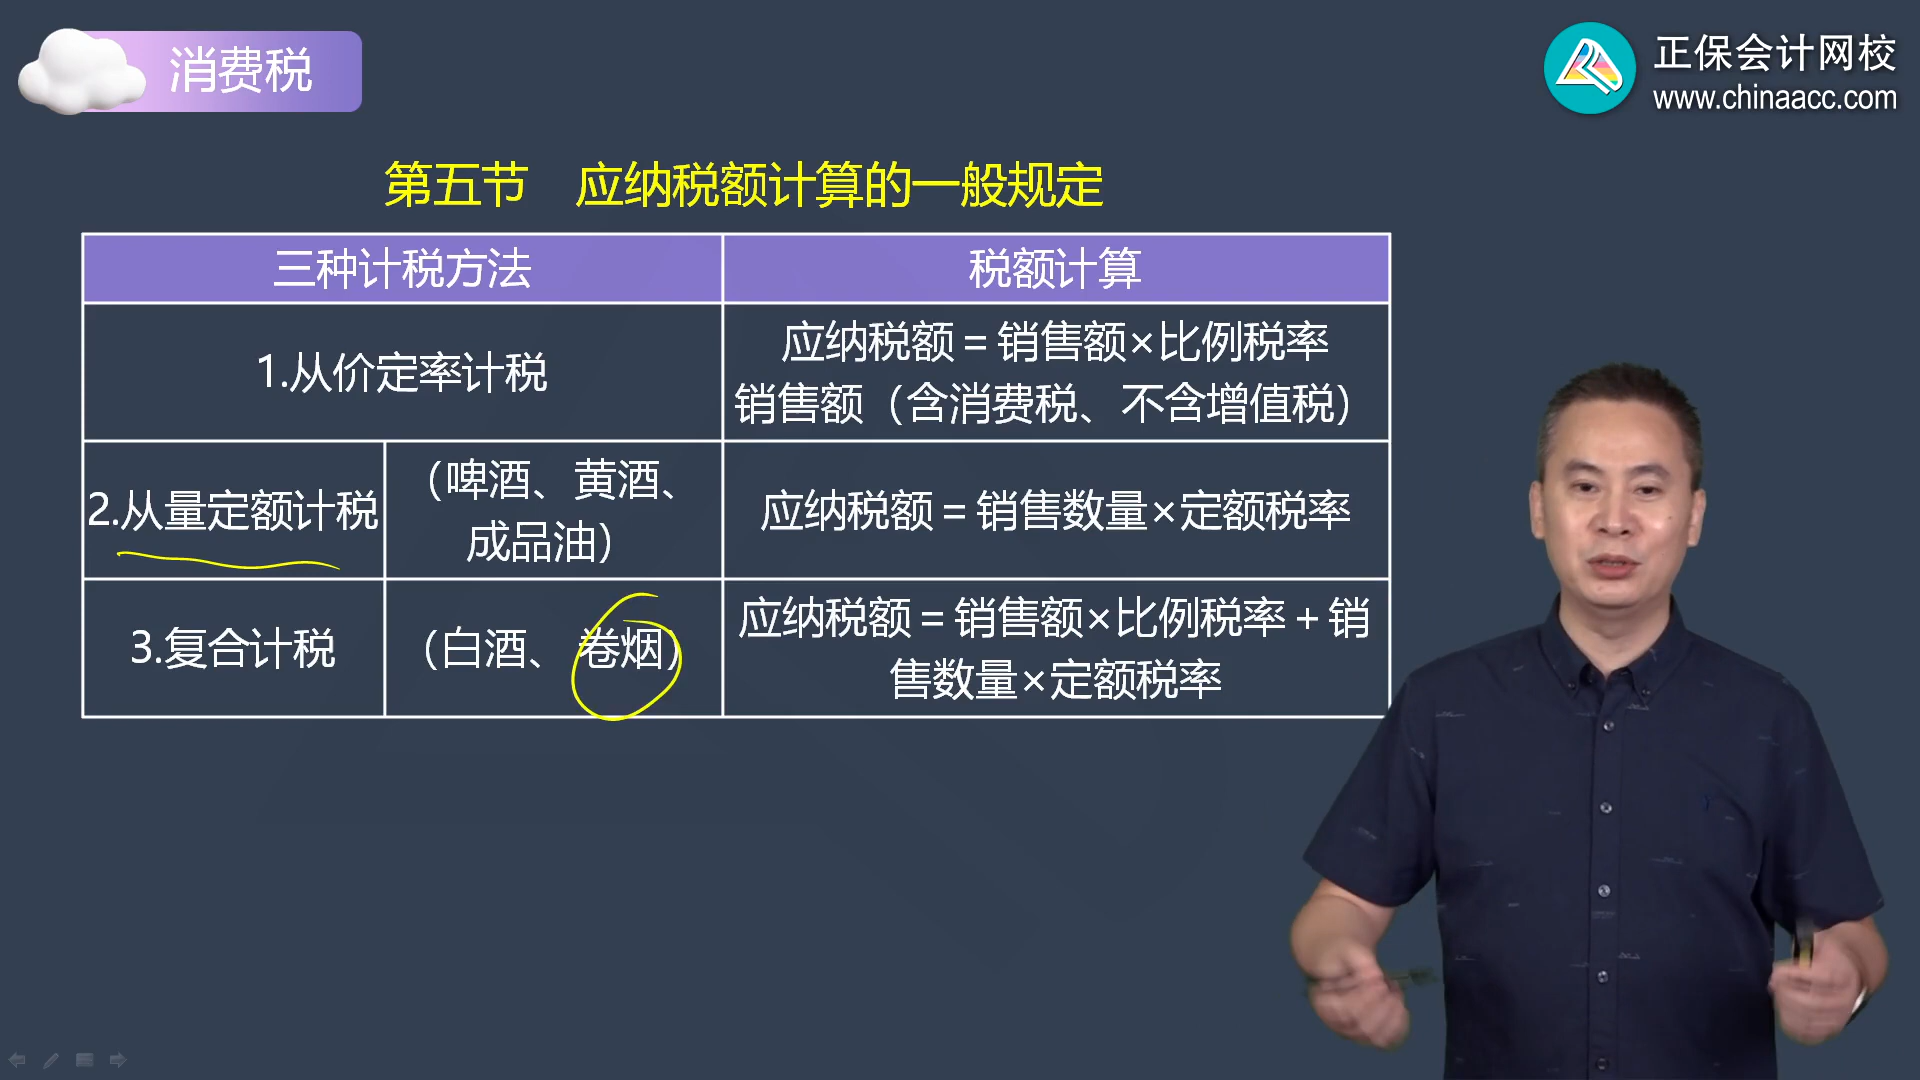 消费税
正保会计网校
www.chinaacc.com
第五节 应纳税额计算的一般规定
三种计税方法
税额计算
1.从价定率计税
应纳税额=销售额×比例税率
销售额（含消费税、不含增值税）
2.从量定额计税
（啤酒、黄酒、
成品油）
应纳税额=销售数量×定额税率
3.复合计税
（白酒、卷烟）
应纳税额=销售额×比例税率+销
售数量×定额税率